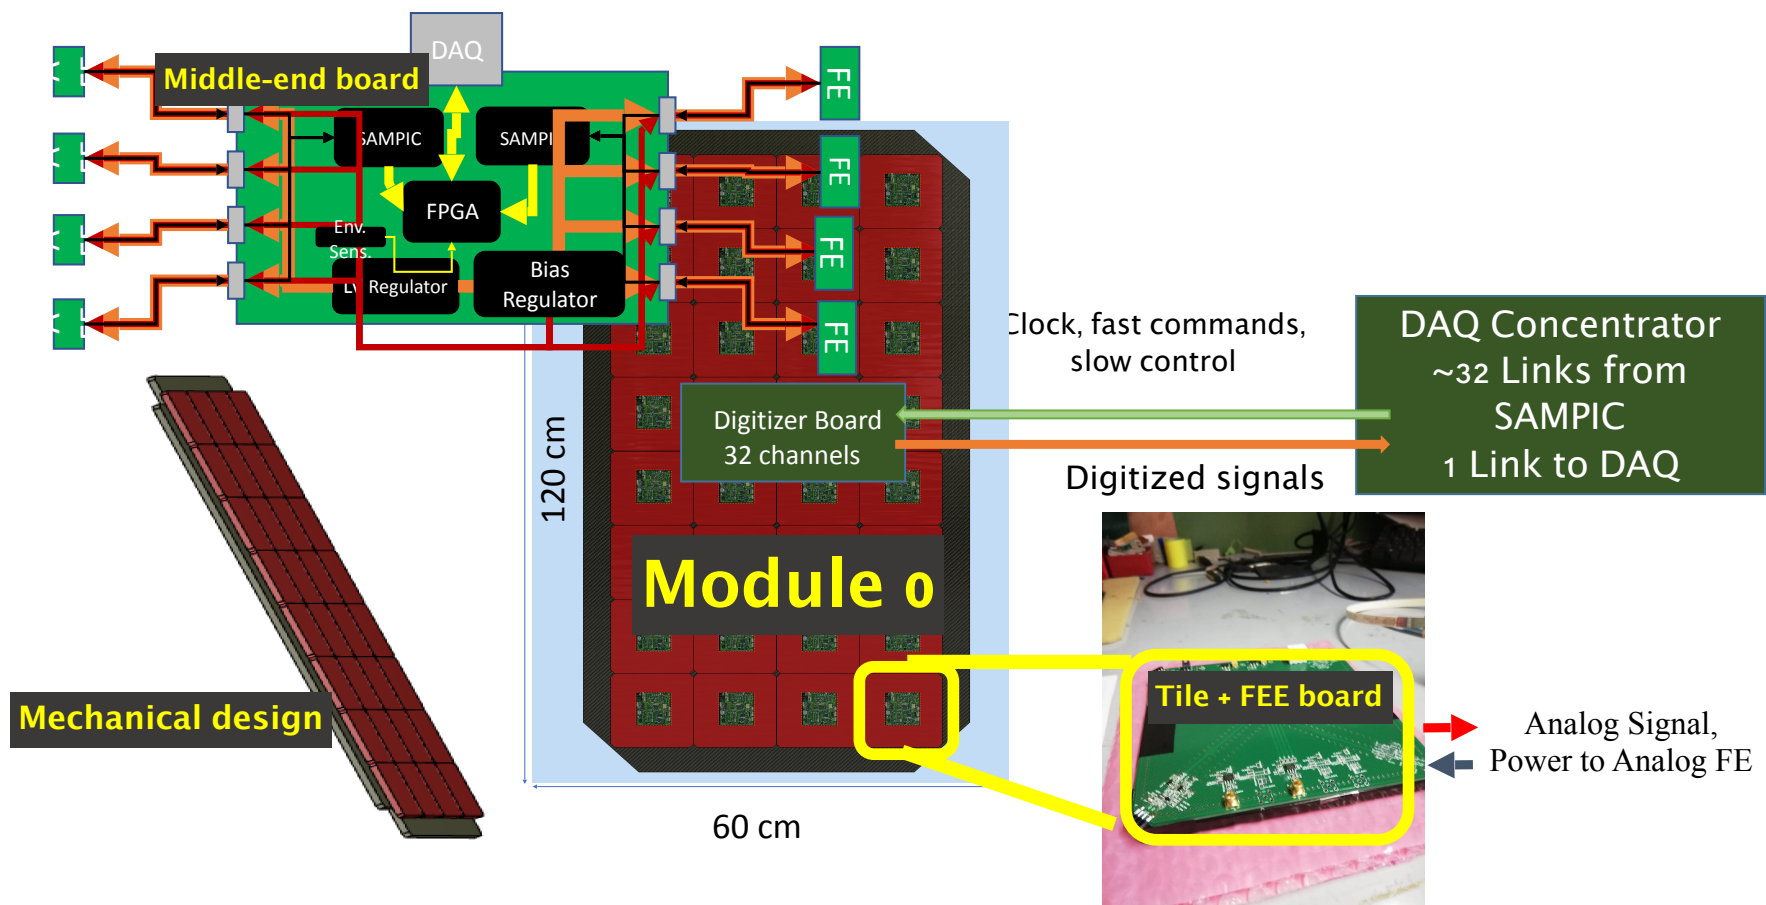 DAQ
Middle-end board
FE
SAMPIC
SAMPI
FE
FPGA
Env.
Sens.
FE
Bias
Regulator
Regulator
FE
Clock, fast commands,
slow control
DAQ Concentrator
~32 Links from
SAMPIC
1 Link to DAQ
Digitizer Board
32 channels
Digitized signals
120 cm
Module 0
Mechanical design
Tile + FEE board
Analog Signal,
Power to Analog FE
60 cm